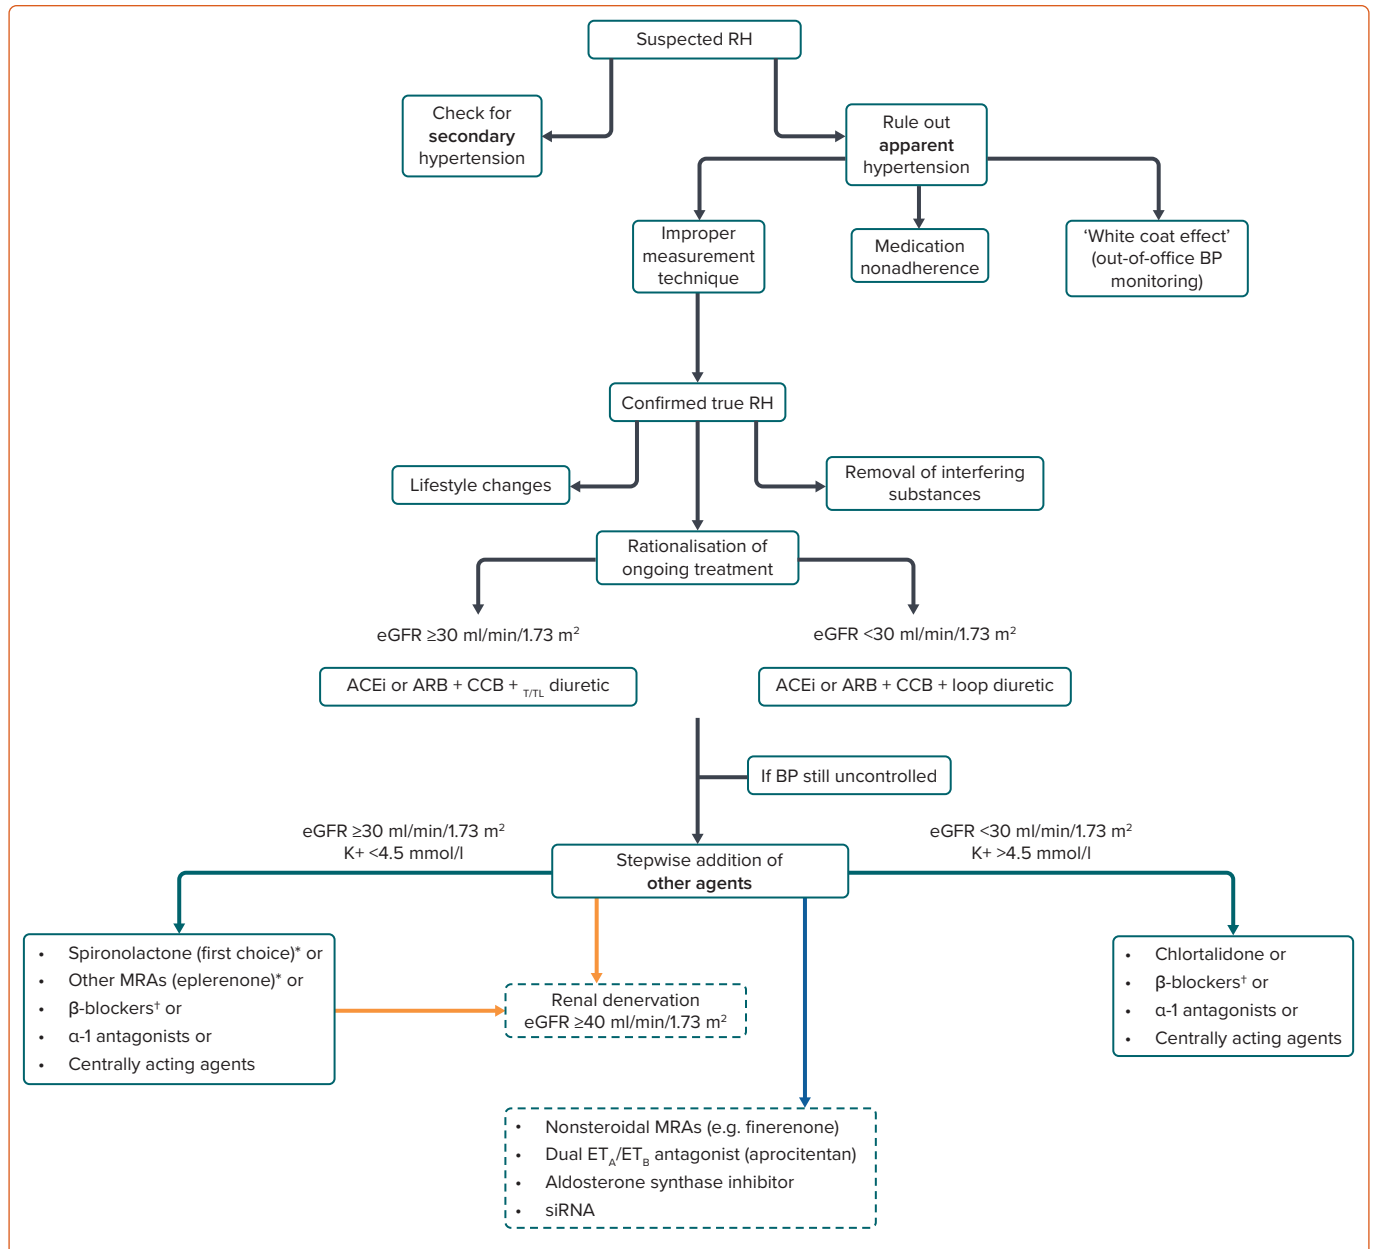 Suspected RH
Check for
secondary
hypertension
Rule out
apparent
hypertension
Improper
measurement
technique
Medication
nonadherence
‘White coat effect’
(out-of-office BP
monitoring)
Confirmed true RH
Lifestyle changes
Removal of interfering
substances
Rationalisation of
ongoing treatment
eGFR ≥30 ml/min/1.73 m²
eGFR <30 ml/min/1.73 m²
ACEi or ARB + CCB + T/TL diuretic
ACEi or ARB + CCB + loop diuretic
If BP still uncontrolled
eGFR ≥30 ml/min/1.73 m²
K+ <4.5 mmol/l
eGFR <30 ml/min/1.73 m²
K+ >4.5 mmol/l
Stepwise addition of
other agents
• Spironolactone (first choice)* or
• Other MRAs (eplerenone)* or
• β-blockers† or
• α-1 antagonists or
• Centrally acting agents
Renal denervation
eGFR ≥40 ml/min/1.73 m²
• Chlortalidone or
• β-blockers† or
• α-1 antagonists or
• Centrally acting agents
• Nonsteroidal MRAs (e.g. finerenone)
• Dual ETA/ETB antagonist (aprocitentan)
• Aldosterone synthase inhibitor
• siRNA